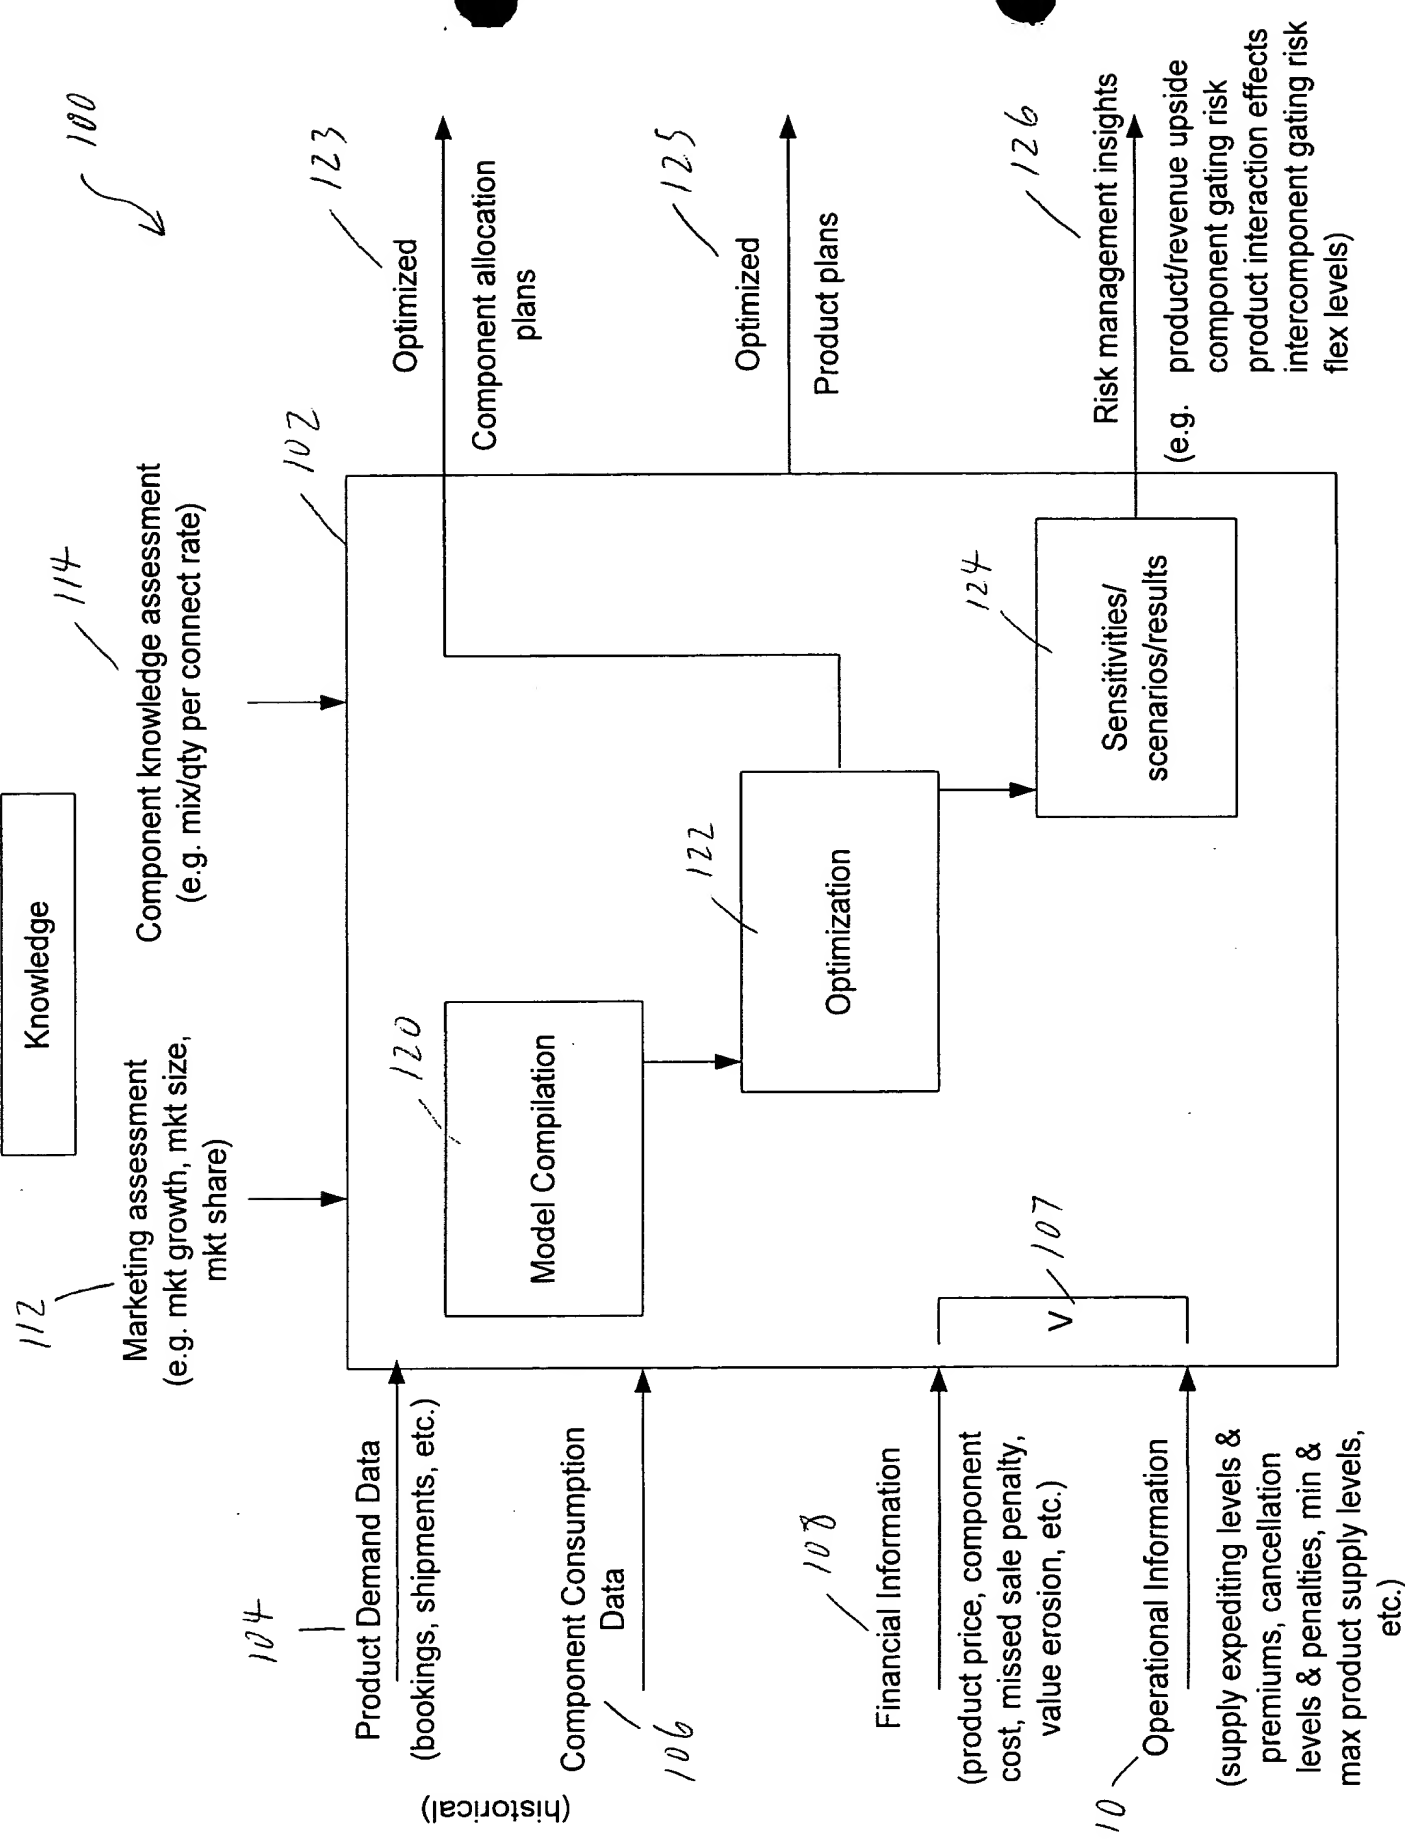 100
Knowledge
112
Marketing assessment
(e.g. mkt growth, mkt size,
mkt share)
114
Component knowledge assessment
(e.g. mix/qty per connect rate)
102
104
Product Demand Data
(bookings, shipments, etc.)
(historical)
Component Consumption
Data
106
108
Financial Information
(product price, component
cost, missed sale penalty,
value erosion, etc.)
10
Operational Information
(supply expediting levels &
premiums, cancellation
levels & penalties, min &
max product supply levels,
etc.)
V
107
120
Model Compilation
122
Optimization
124
Sensitivities/
scenarios/results
123
Optimized
Component allocation
plans
125
Optimized
Product plans
126
Risk management insights
(e.g. product/revenue upside
component gating risk
product interaction effects
intercomponent gating risk
flex levels)